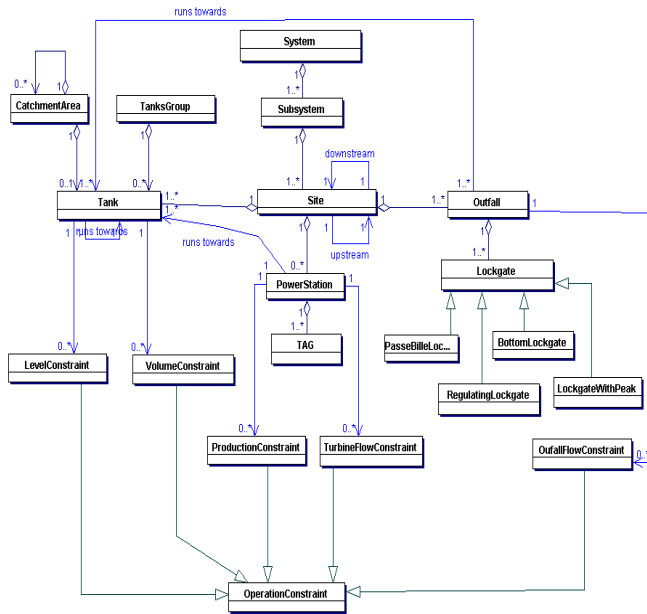 runs towards
System
1
1..*
Subsystem
1
0..*
1
CatchmentArea
1
TanksGroup
1
downstream
1
1
0..1
1..*
0..*
1..*
1..*
Tank
1..*
1..*
1
Site
1
1..*
Outfall
1
1
runs towards
1
1
1
upstream
1
runs towards
1
0..*
1
PowerStation
1
1
1..*
Lockgate
1..*
TAG
PasseBilleLoc...
BottomLockgate
0..*
0..*
LevelConstraint
VolumeConstraint
RegulatingLockgate
LockgateWithPeak
0..*
0..*
ProductionConstraint
TurbineFlowConstraint
OufallFlowConstraint
0..*
OperationConstraint